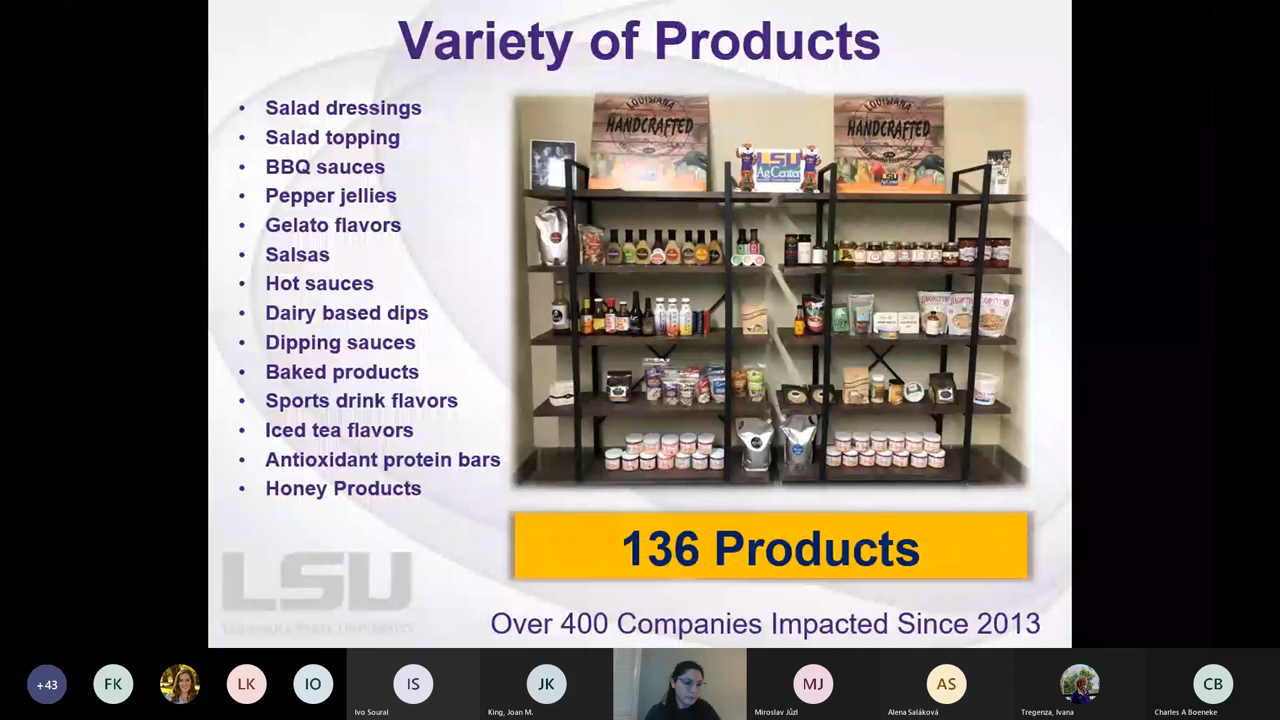 Variety of Products
• Salad dressings
• Salad topping
• BBQ sauces
• Pepper jellies
• Gelato flavors
• Salsas
• Hot sauces
• Dairy based dips
• Dipping sauces
• Baked products
• Sports drink flavors
• Iced tea flavors
• Antioxidant protein bars
• Honey Products
LOUISIANA
HANDCRAFTED
LOUISIANA
HANDCRAFTED
LSU
AgCenter
136 Products
LSU
LOUISIANA STATE UNIVERSITY
Over 400 Companies Impacted Since 2013
+43
FK
LK
IO
IS
Ivo Soural
JK
King, Joan M.
MJ
Miroslav Jůzl
AS
Alena Saláková
Tregenza, Ivana
CB
Charles A Boeneke